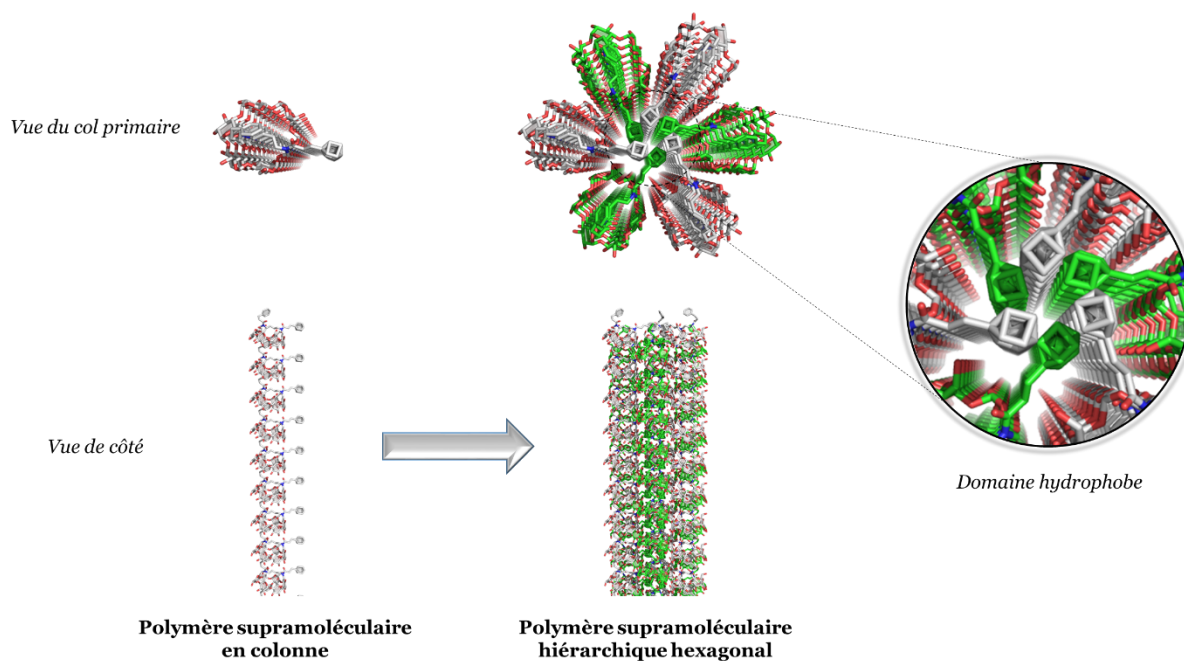 Vue du col primaire
Domaine hydrophobe
Vue de côté
Polymère supramoléculaire
en colonne
Polymère supramoléculaire
hiérarchique hexagonal